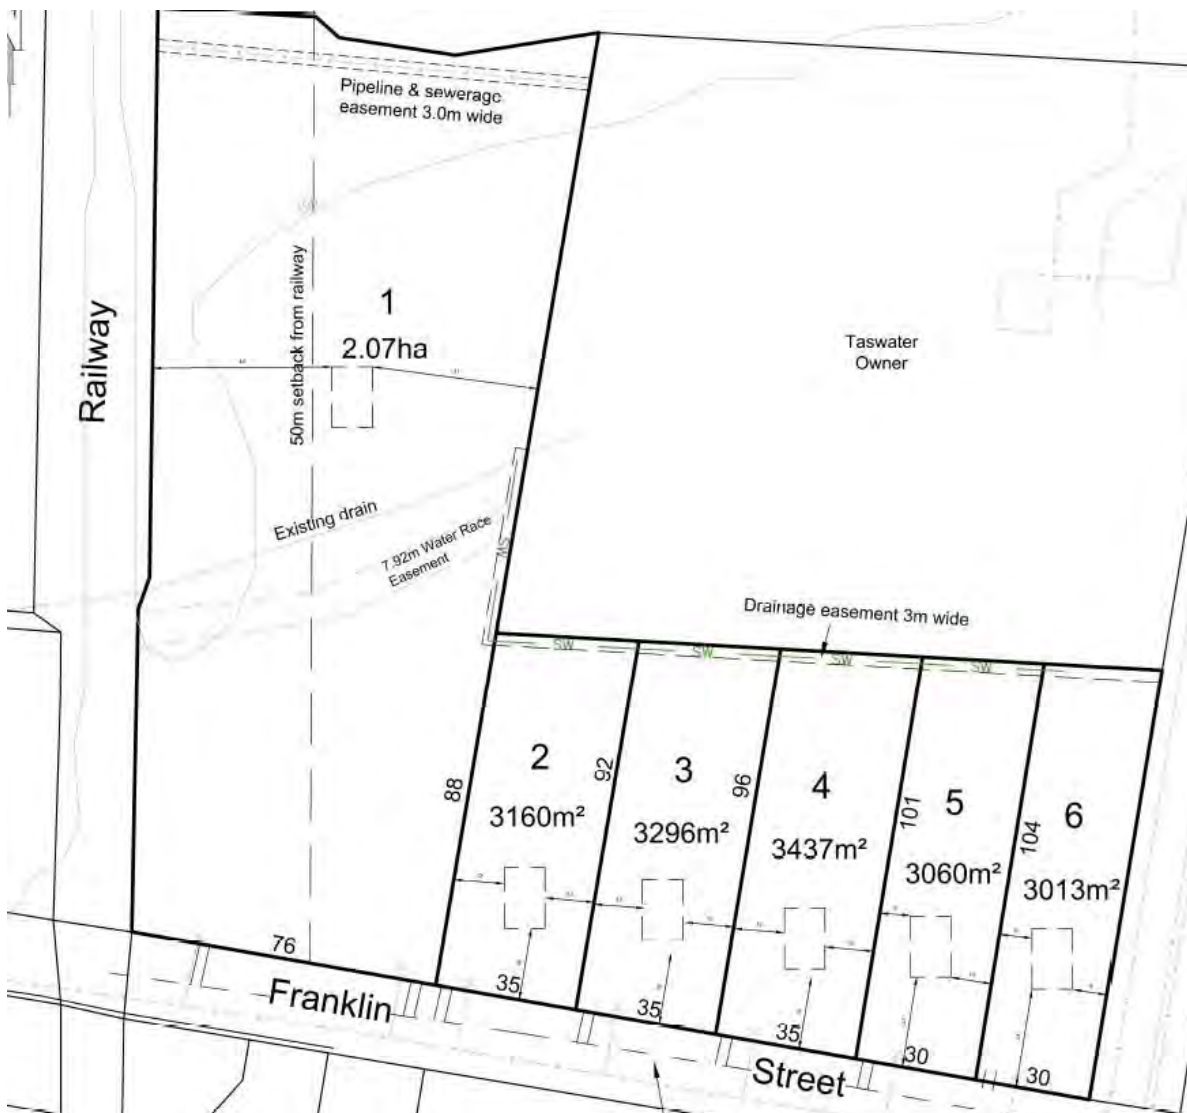 Pipeline & sewerage
easement 3.0m wide
Railway
50m setback from railway
1
2.07ha
Taswater
Owner
Existing drain
7.92m Water Race
Easement
SW
Drainage easement 3m wide
SW
SW
SW
SW
88
2
3160m²
92
3
3296m²
96
4
3437m²
101
5
3060m²
104
6
3013m²
76
35
35
35
30
30
Franklin
Street